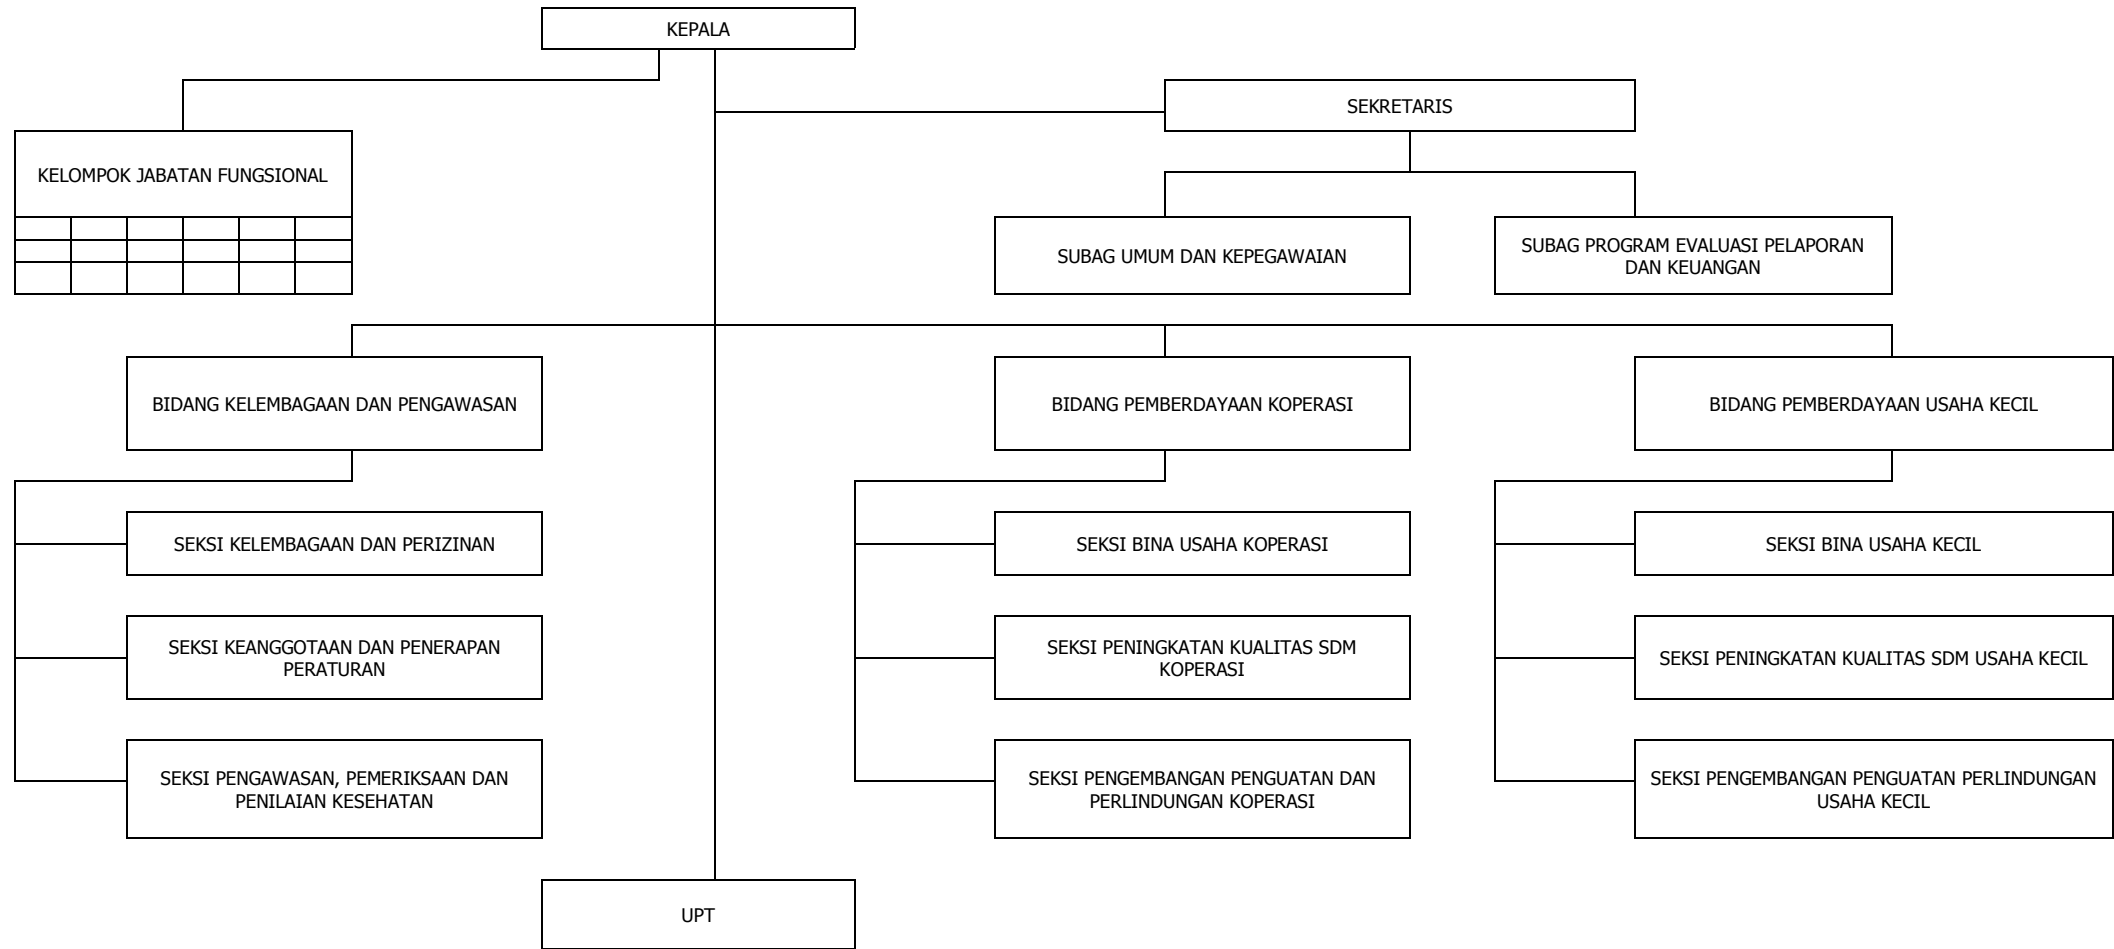 KEPALA
SEKRETARIS
KELOMPOK JABATAN FUNGSIONAL
SUBAG UMUM DAN KEPEGAWAIAN
SUBAG PROGRAM EVALUASI PELAPORAN
DAN KEUANGAN
BIDANG KELEMBAGAAN DAN PENGAWASAN
BIDANG PEMBERDAYAAN KOPERASI
BIDANG PEMBERDAYAAN USAHA KECIL
SEKSI KELEMBAGAAN DAN PERIZINAN
SEKSI BINA USAHA KOPERASI
SEKSI BINA USAHA KECIL
SEKSI KEANGGOTAAN DAN PENERAPAN
PERATURAN
SEKSI PENINGKATAN KUALITAS SDM
KOPERASI
SEKSI PENINGKATAN KUALITAS SDM USAHA KECIL
SEKSI PENGAWASAN, PEMERIKSAAN DAN
PENILAIAN KESEHATAN
SEKSI PENGEMBANGAN PENGUATAN DAN
PERLINDUNGAN KOPERASI
SEKSI PENGEMBANGAN PENGUATAN PERLINDUNGAN
USAHA KECIL
UPT